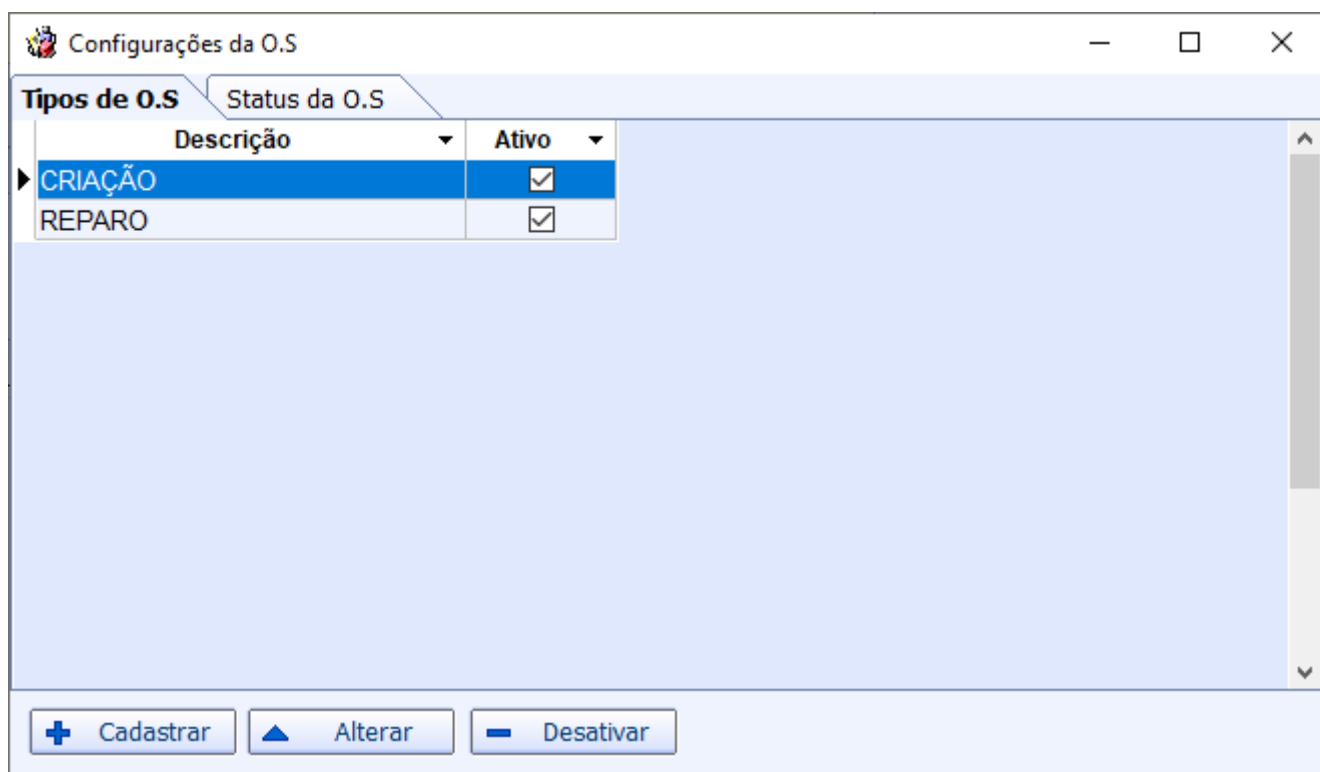 Configurações da O.S
Tipos de O.S Status da O.S
Descrição Ativo
CRIAÇÃO
REPARO
Cadastrar Alterar Desativar